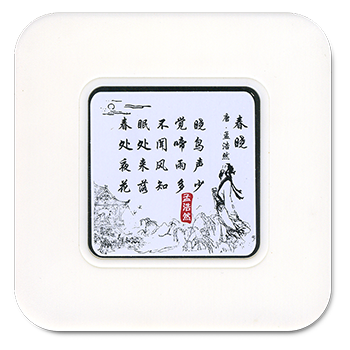 春晓
唐·孟浩然
春眠不觉晓
处处闻啼鸟
夜来风雨声
花落知多少
孟浩然